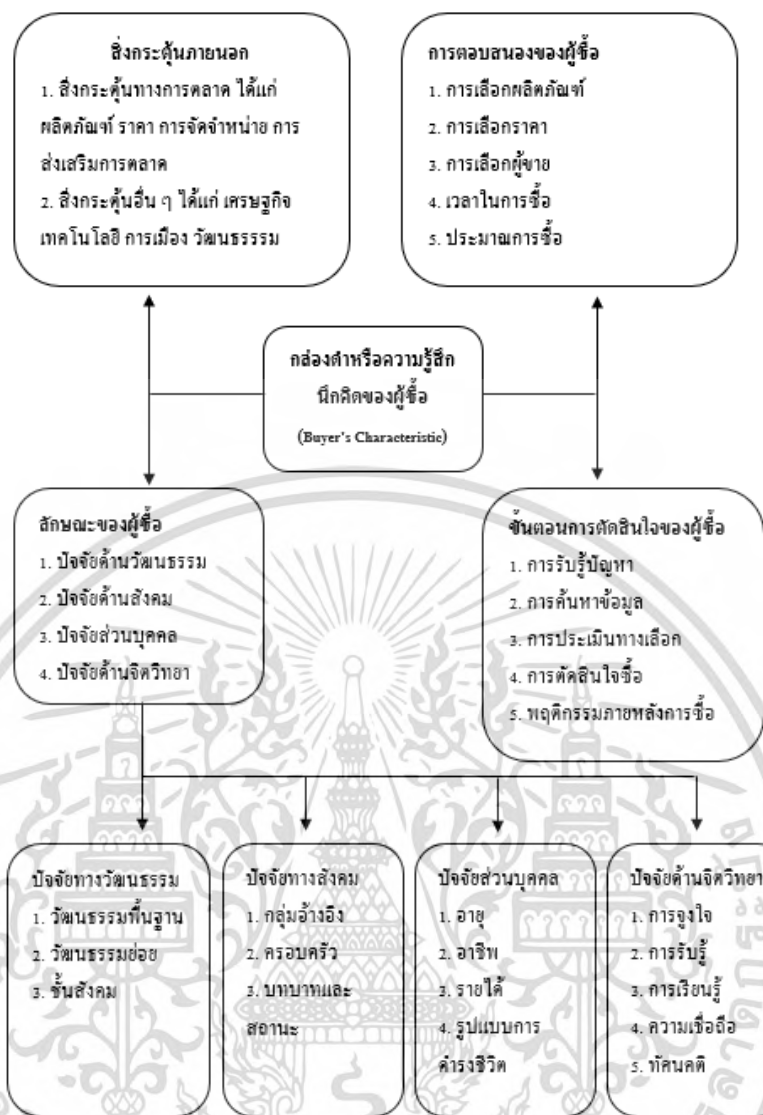 สิ่งกระตุ้นภายนอก
1. สิ่งกระตุ้นทางการตลาด ได้แก่
ผลิตภัณฑ์ ราคา การจัดจำหน่าย การ
ส่งเสริมการตลาด
2. สิ่งกระตุ้นอื่น ๆ ได้แก่ เศรษฐกิจ
เทคโนโลยี การเมือง วัฒนธรรรม
การตอบสนองของผู้ซื้อ
1. การเลือกผลิตภัณฑ์
2. การเลือกราคา
3. การเลือกผู้ขาย
4. เวลาในการซื้อ
5. ประมาณการซื้อ
กล่องดำหรือความรู้สึก
นึกคิดของผู้ซื้อ
(Buyer's Characteristic)
ลักษณะของผู้ซื้อ
1. ปัจจัยด้านวัฒนธรรม
2. ปัจจัยด้านสังคม
3. ปัจจัยส่วนบุคคล
4. ปัจจัยด้านจิตวิทยา
ขั้นตอนการตัดสินใจของผู้ซื้อ
1. การรับรู้ปัญหา
2. การค้นหาข้อมูล
3. การประเมินทางเลือก
4. การตัดสินใจซื้อ
5. พฤติกรรมภายหลังการซื้อ
ปัจจัยทางวัฒนธรรม
1. วัฒนธรรมพื้นฐาน
2. วัฒนธรรมย่อย
3. ชั้นสังคม
ปัจจัยทางสังคม
1. กลุ่มอ้างอิง
2. ครอบครัว
3. บทบาทและ
สถานะ
ปัจจัยส่วนบุคคล
1. อายุ
2. อาชีพ
3. รายได้
4. รูปแบบการ
ดำรงชีวิต
ปัจจัยด้านจิตวิทยา
1. การจูงใจ
2. การรับรู้
3. การเรียนรู้
4. ความเชื่อถือ
5. ทัศนคติ